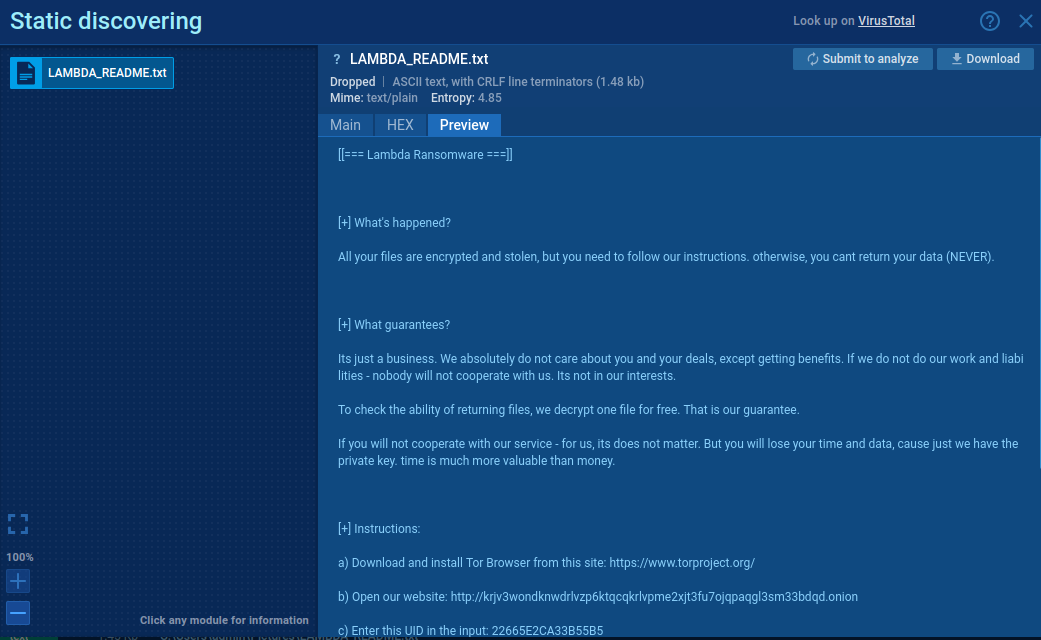 Static discovering
Look up on VirusTotal
LAMBDA_README.txt
? LAMBDA_README.txt
Submit to analyze
Download
Dropped | ASCII text, with CRLF line terminators (1.48 kb)
Mime: text/plain Entropy: 4.85
Main HEX Preview
[[=== Lambda Ransomware ===]]
[+] What's happened?
All your files are encrypted and stolen, but you need to follow our instructions. otherwise, you cant return your data (NEVER).
[+] What guarantees?
Its just a business. We absolutely do not care about you and your deals, except getting benefits. If we do not do our work and liabi
lities - nobody will not cooperate with us. Its not in our interests.
To check the ability of returning files, we decrypt one file for free. That is our guarantee.
If you will not cooperate with our service - for us, its does not matter. But you will lose your time and data, cause just we have the
private key. time is much more valuable than money.
[+] Instructions:
a) Download and install Tor Browser from this site: https://www.torproject.org/
b) Open our website: http://krjv3wondknwdrlvzp6ktqcqkrlvpme2xjt3fu7ojqpaqgl3sm33bdqd.onion
c) Enter this UID in the input: 22665E2CA33B55B5
100%
Click any module for information